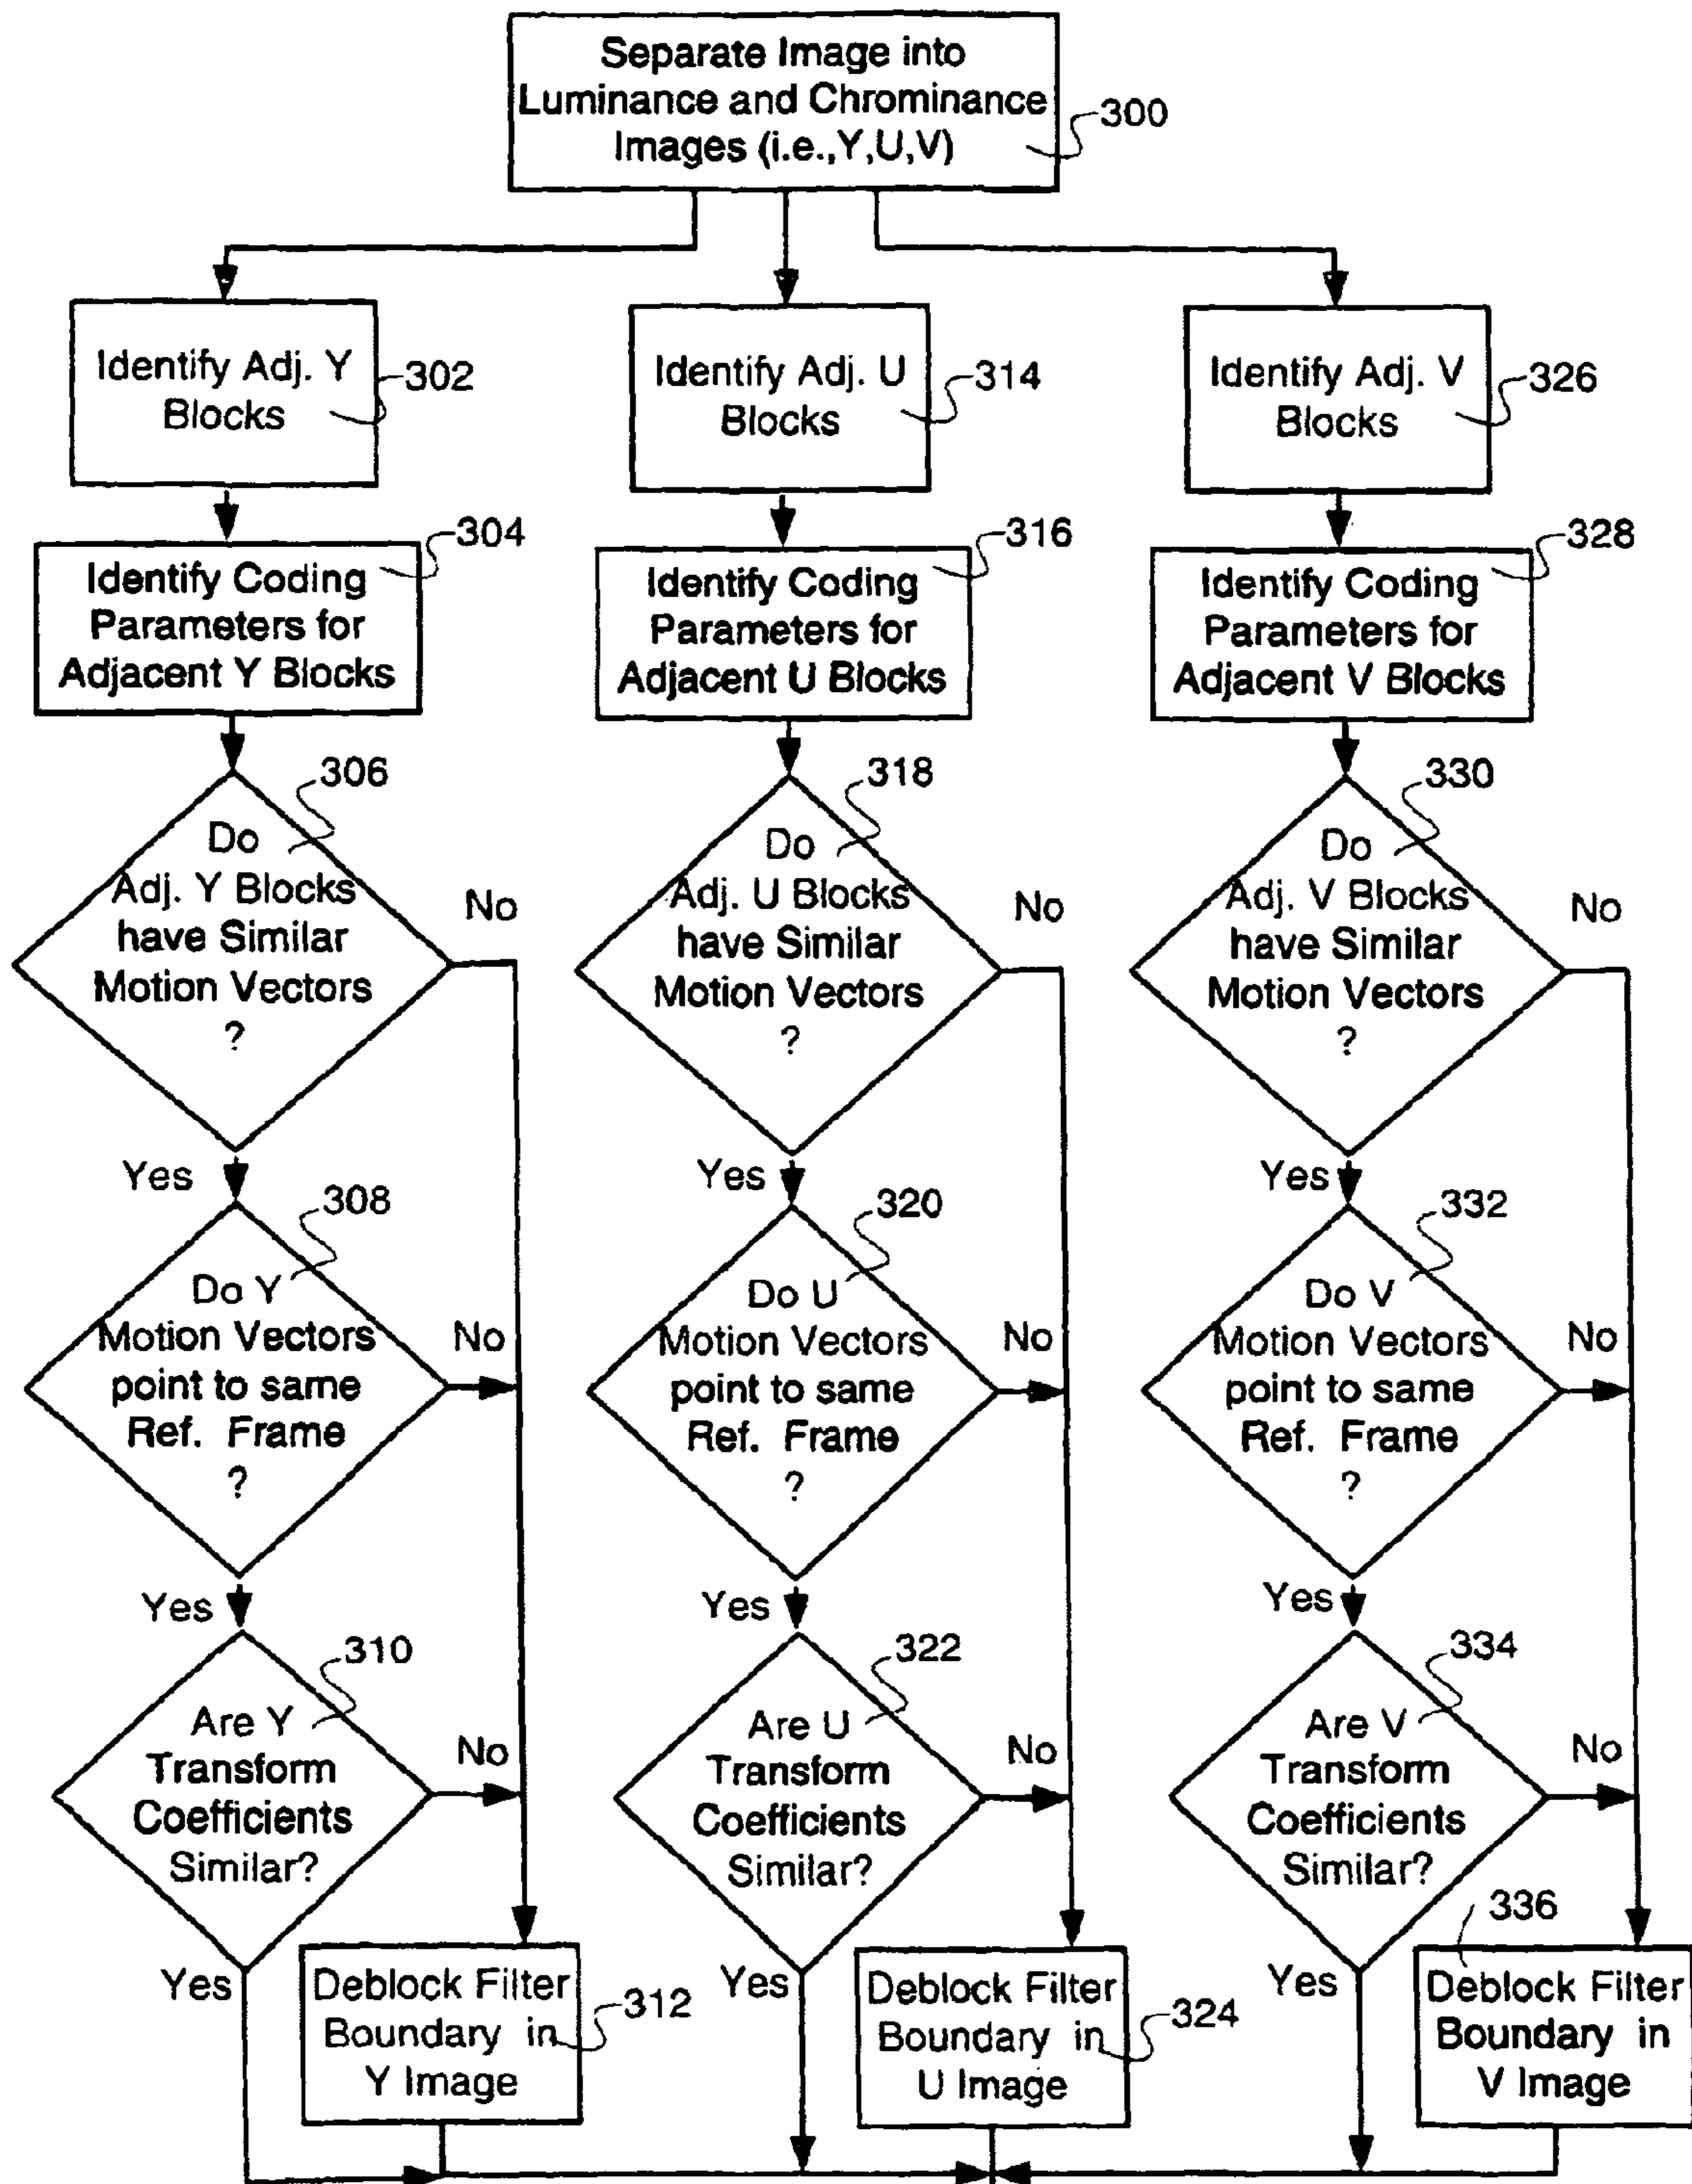 Separate Image into
Luminance and Chrominance
Images (i.e.,Y,U,V)
300
Identify Adj. Y
Blocks
302
Identify Adj. U
Blocks
314
Identify Adj. V
Blocks
326
Identify Coding
Parameters for
Adjacent Y Blocks
304
Identify Coding
Parameters for
Adjacent U Blocks
316
Identify Coding
Parameters for
Adjacent V Blocks
328
Do
Adj. Y Blocks
have Similar
Motion Vectors
?
306
No
Yes
Do
Adj. U Blocks
have Similar
Motion Vectors
?
318
No
Yes
Do
Adj. V Blocks
have Similar
Motion Vectors
?
330
No
Yes
Do Y
Motion Vectors
point to same
Ref. Frame
?
308
No
Yes
Do U
Motion Vectors
point to same
Ref. Frame
?
320
No
Yes
Do V
Motion Vectors
point to same
Ref. Frame
?
332
No
Yes
Are Y
Transform
Coefficients
Similar?
310
No
Yes
Are U
Transform
Coefficients
Similar?
322
No
Yes
Are V
Transform
Coefficients
Similar?
334
No
Yes
Deblock Filter
Boundary in
Y Image
312
Deblock Filter
Boundary in
U Image
324
Deblock Filter
Boundary in
V Image
336